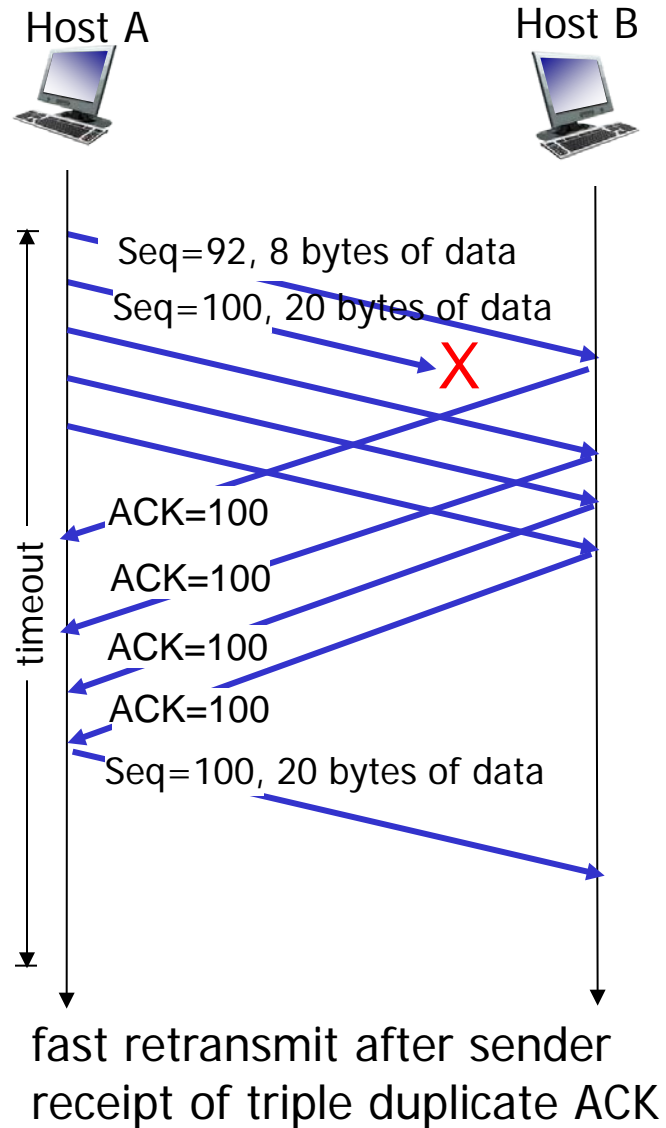 Host A
Host B
Seq=92, 8 bytes of data
Seq=100, 20 bytes of data
X
ACK=100
timeout
ACK=100
ACK=100
ACK=100
Seq=100, 20 bytes of data
fast retransmit after sender
receipt of triple duplicate ACK